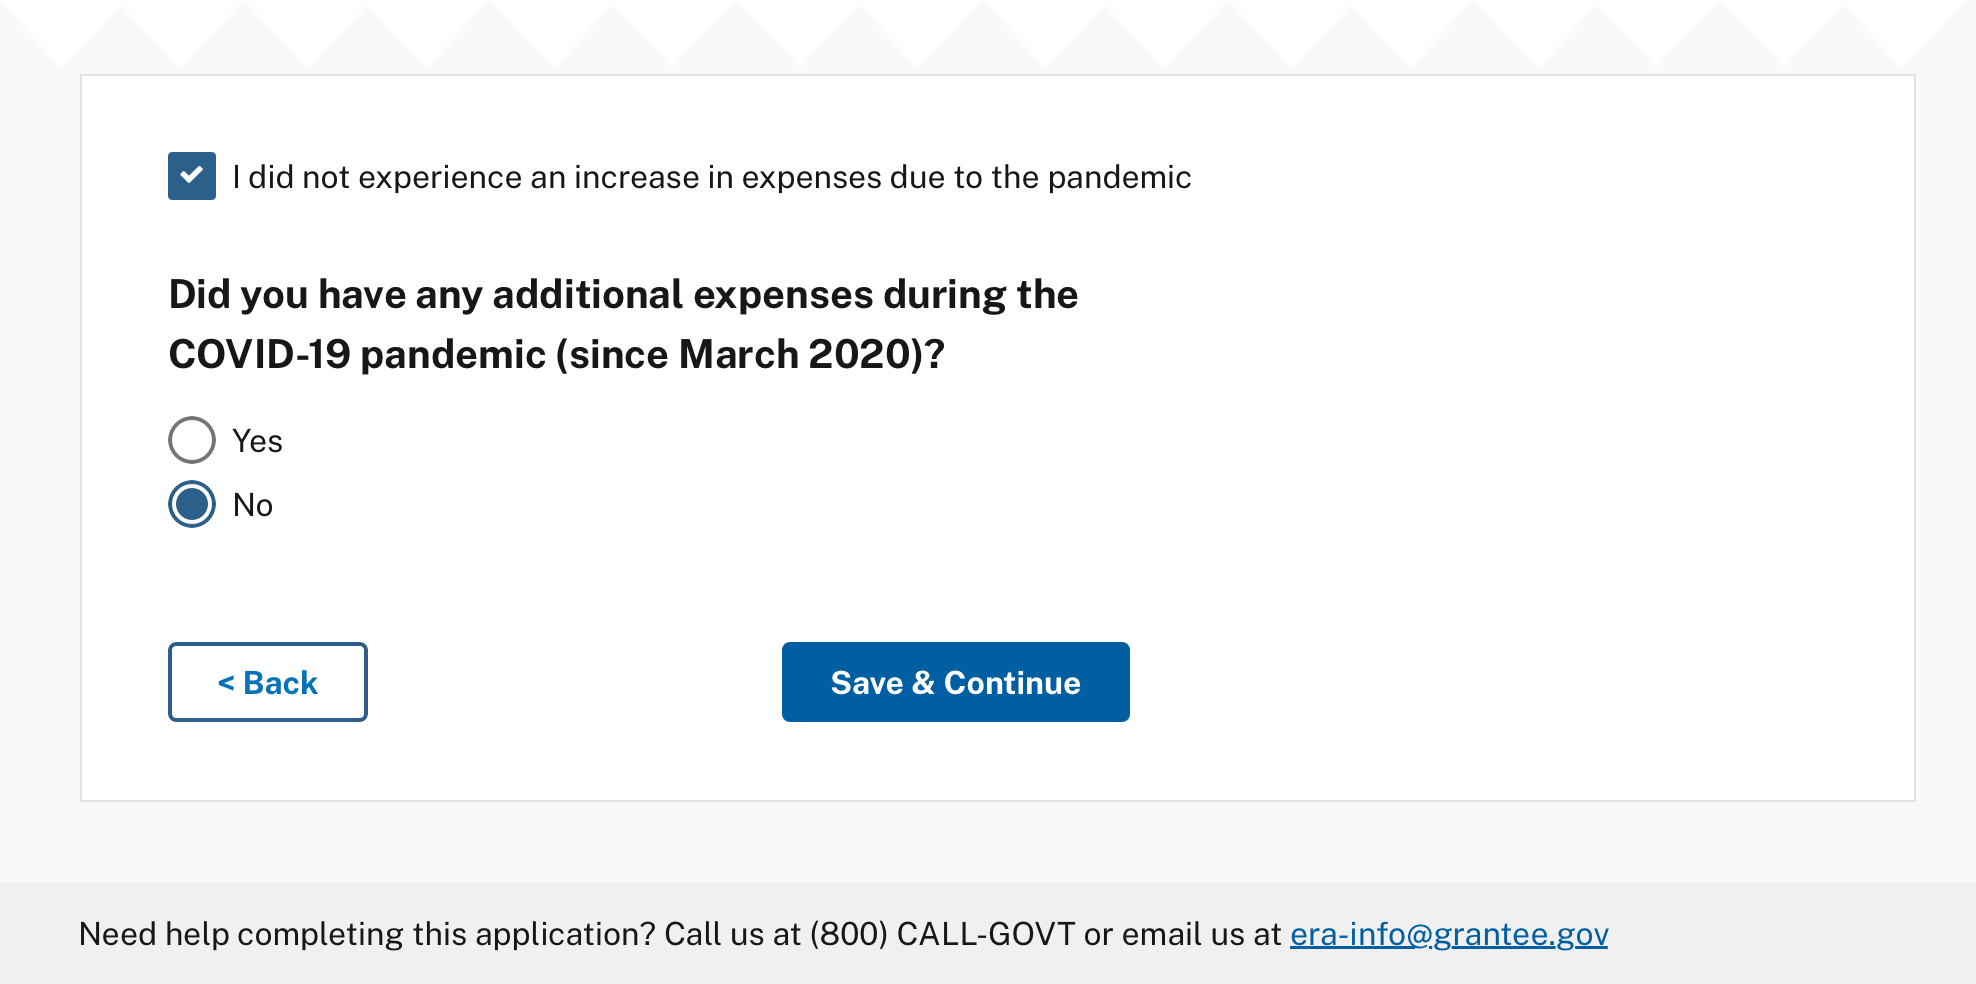 I did not experience an increase in expenses due to the pandemic
Did you have any additional expenses during the
COVID-19 pandemic (since March 2020)?
Yes
No
< Back
Save & Continue
Need help completing this application? Call us at (800) CALL-GOVT or email us at era-info@grantee.gov